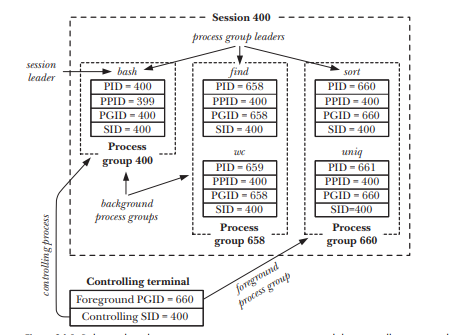 Session 400
process group leaders
session
leader
bash
PID = 400
PPID = 399
PGID = 400
SID = 400
Process
group 400
find
PID = 658
PPID = 400
PGID = 658
SID = 400
wc
PID = 659
PPID = 400
PGID = 658
SID = 400
Process
group 658
sort
PID = 660
PPID = 400
PGID = 660
SID = 400
uniq
PID = 661
PPID = 400
PGID = 660
SID=400
Process
group 660
background
process groups
controlling process
foreground
process group
Controlling terminal
Foreground PGID = 660
Controlling SID = 400